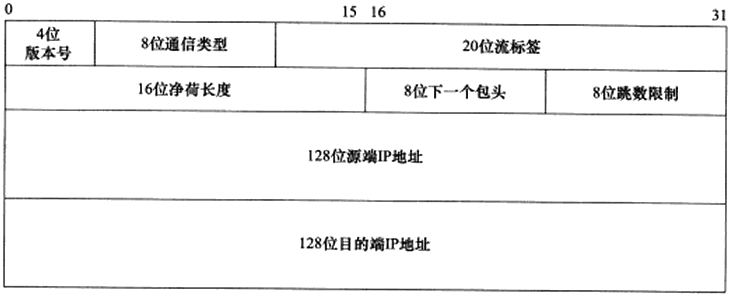 0 15 16 31
4位
版本号
8位通信类型
20位流标签
16位净荷长度
8位下一个包头
8位跳数限制
128位源端IP地址
128位目的端IP地址